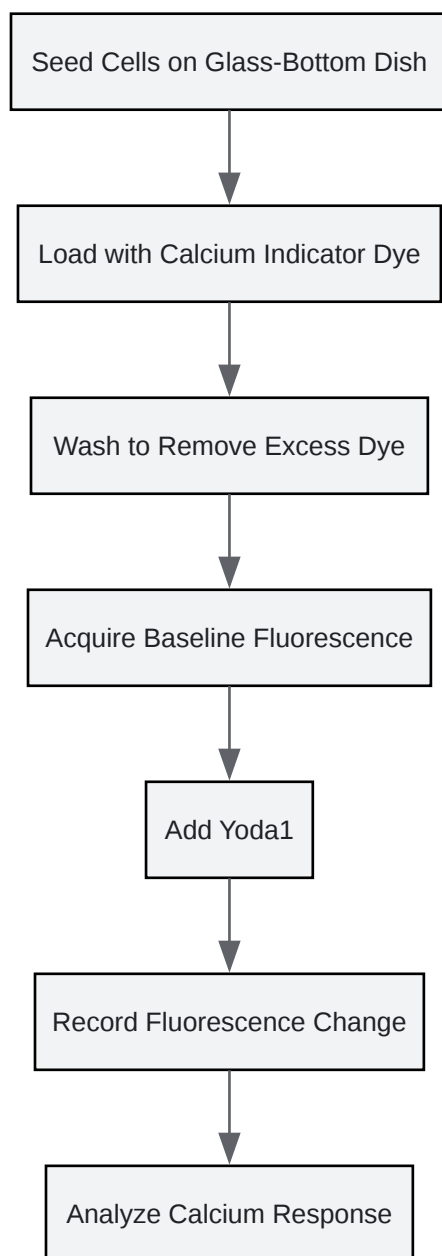 Seed Cells on Glass-Bottom Dish
Load with Calcium Indicator Dye
Wash to Remove Excess Dye
Acquire Baseline Fluorescence
Add Yoda1
Record Fluorescence Change
Analyze Calcium Response